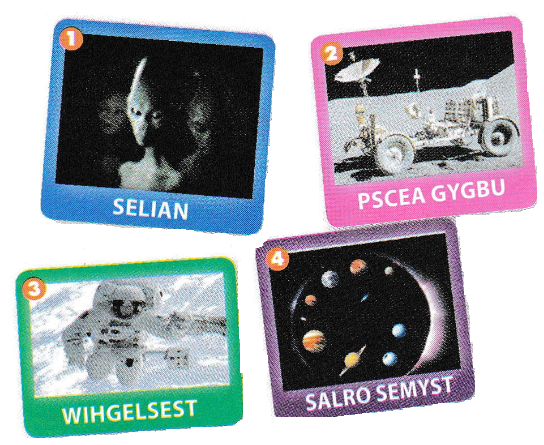 1
SELIAN
2
PSCEA GYGBU
3
WIHGELSEST
4
SALRO SEMYST